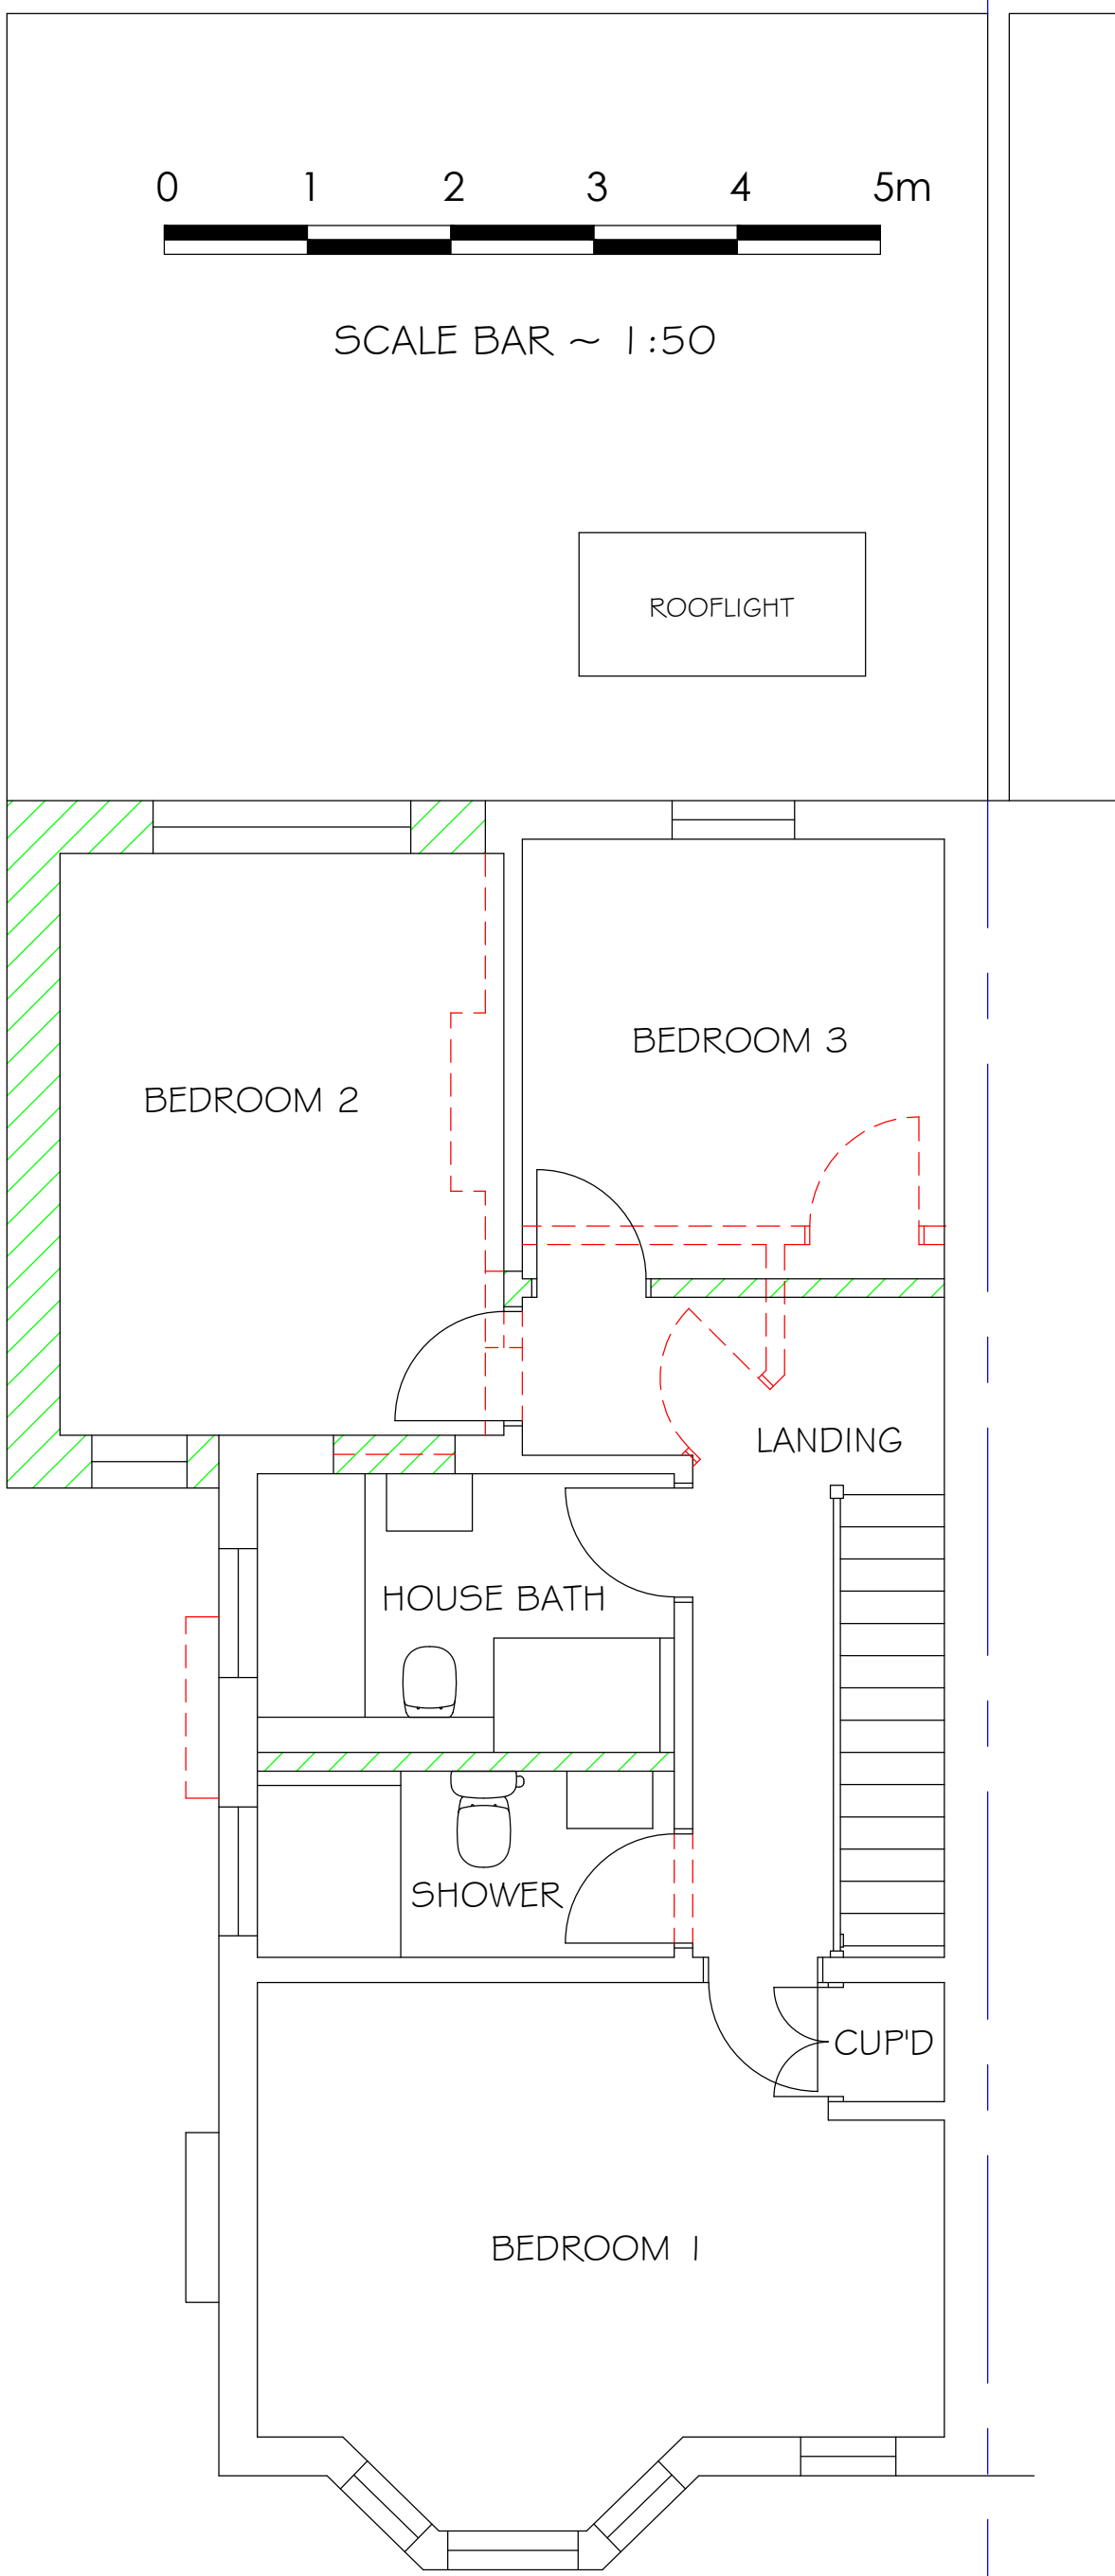 0 1 2 3 4 5m
SCALE BAR ~ 1:50
ROOFLIGHT
BEDROOM 3
BEDROOM 2
LANDING
HOUSE BATH
SHOWER
CUP'D
BEDROOM 1